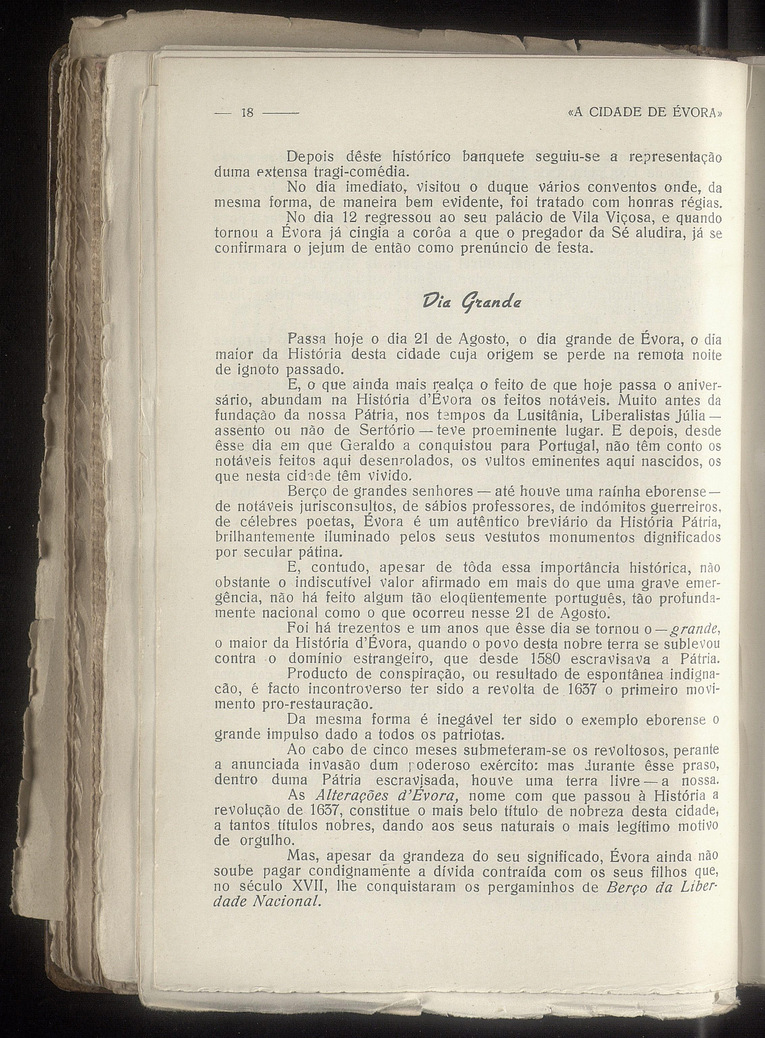 — 18 —— «A CIDADE DE ÉVORA»
Depois dêste histórico banquete seguiu-se a representação
duma extensa tragi-comédia.
No dia imediato, visitou o duque vários conventos onde, da
mesma forma, de maneira bem evidente, foi tratado com honras régias.
No dia 12 regressou ao seu palácio de Vila Viçosa, e quando
tornou a Évora já cingia a corôa a que o pregador da Sé aludira, já se
confirmara o jejum de então como prenúncio de festa.
Dia Grande
Passa hoje o dia 21 de Agosto, o dia grande de Évora, o dia
maior da História desta cidade cuja origem se perde na remota noite
de ignoto passado.
E, o que ainda mais realça o feito de que hoje passa o aniver-
sário, abundam na História d'Évora os feitos notáveis. Muito antes da
fundação da nossa Pátria, nos tempos da Lusitânia, Liberalistas Júlia —
assento ou não de Sertório — teve proeminente lugar. E depois, desde
êsse dia em que Geraldo a conquistou para Portugal, não têm conto os
notáveis feitos aqui desenrolados, os vultos eminentes aqui nascidos, os
que nesta cidade têm vivido.
Berço de grandes senhores — até houve uma raínha eborense —
de notáveis jurisconsultos, de sábios professores, de indómitos guerreiros,
de célebres poetas, Évora é um autêntico breviário da História Pátria,
brilhantemente iluminado pelos seus vestutos monumentos dignificados
por secular pátina.
E, contudo, apesar de tôda essa importância histórica, não
obstante o indiscutível valor afirmado em mais do que uma grave emer-
gência, não há feito algum tão eloqüentemente português, tão profunda-
mente nacional como o que ocorreu nesse 21 de Agosto.
Foi há trezentos e um anos que êsse dia se tornou o — grande,
o maior da História d'Évora, quando o povo desta nobre terra se sublevou
contra o domínio estrangeiro, que desde 1580 escravisava a Pátria.
Producto de conspiração, ou resultado de espontânea indigna-
cão, é facto incontroverso ter sido a revolta de 1637 o primeiro movi-
mento pro-restauração.
Da mesma forma é inegável ter sido o exemplo eborense o
grande impulso dado a todos os patriotas.
Ao cabo de cinco meses submeteram-se os revoltosos, perante
a anunciada invasão dum poderoso exército: mas durante êsse praso,
dentro duma Pátria escravisada, houve uma terra livre — a nossa.
As Alterações d'Évora, nome com que passou à História a
revolução de 1637, constitue o mais belo título de nobreza desta cidade,
a tantos títulos nobres, dando aos seus naturais o mais legítimo motivo
de orgulho.
Mas, apesar da grandeza do seu significado, Évora ainda não
soube pagar condignamente a dívida contraída com os seus filhos que,
no século XVII, lhe conquistaram os pergaminhos de Berço da Liber-
dade Nacional.